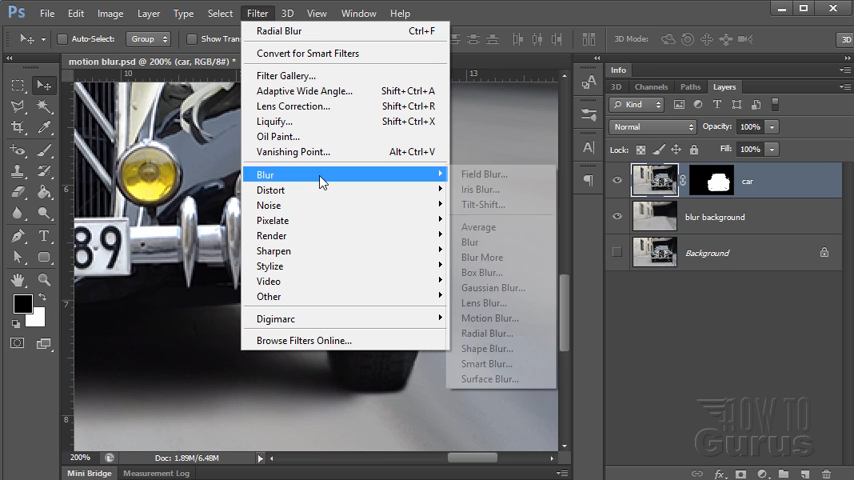 File Edit Image Layer Type Select Filter 3D View Window Help
Auto-Select: Group Show Tran 3D Mode: 3D
motion blur.psd @ 200% (car, RGB/8#) *
10 13
6
7
8
89
Radial Blur Ctrl+F
Convert for Smart Filters
Filter Gallery...
Adaptive Wide Angle... Shift+Ctrl+A
Lens Correction... Shift+Ctrl+R
Liquify... Shift+Ctrl+X
Oil Paint...
Vanishing Point... Alt+Ctrl+V
Blur
Distort
Noise
Pixelate
Render
Sharpen
Stylize
Video
Other
Digimarc
Browse Filters Online...
Field Blur...
Iris Blur...
Tilt-Shift...
Average
Blur
Blur More
Box Blur...
Gaussian Blur...
Lens Blur...
Motion Blur...
Radial Blur...
Shape Blur...
Smart Blur...
Surface Blur...
Info
3D Channels Paths Layers
Kind
Normal Opacity: 100%
Lock: Fill: 100%
car
blur background
Background
HOW TO
Gurus
200% Doc: 1.89M/6.48M
Mini Bridge Measurement Log